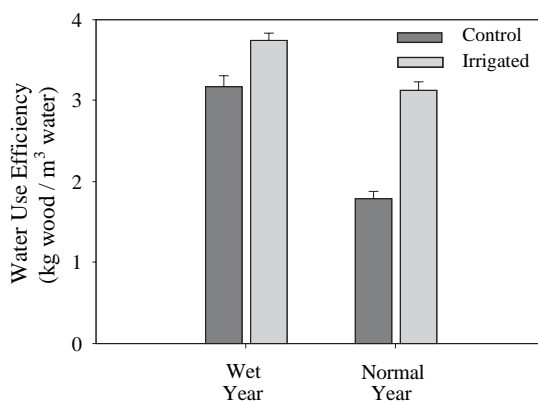 Water Use Efficiency
(kg wood / m³ water)
4
3
2
1
0
Control
Irrigated
Wet
Year
Normal
Year